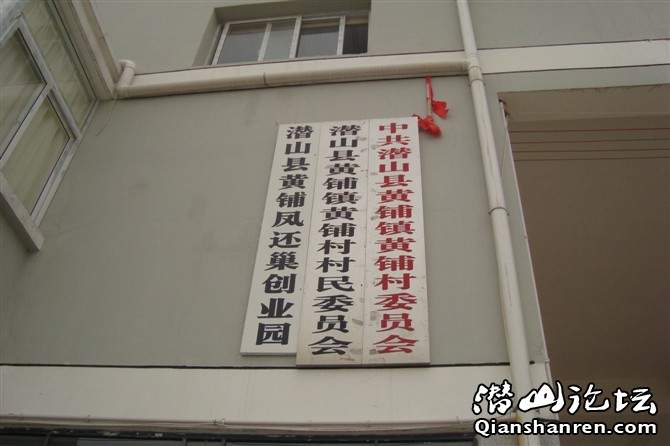 中共潜山县黄铺镇黄铺村委员会
潜山县黄铺镇黄铺村村民委员会
潜山县黄铺凤还巢创业园
潜山论坛
Qianshanren.com